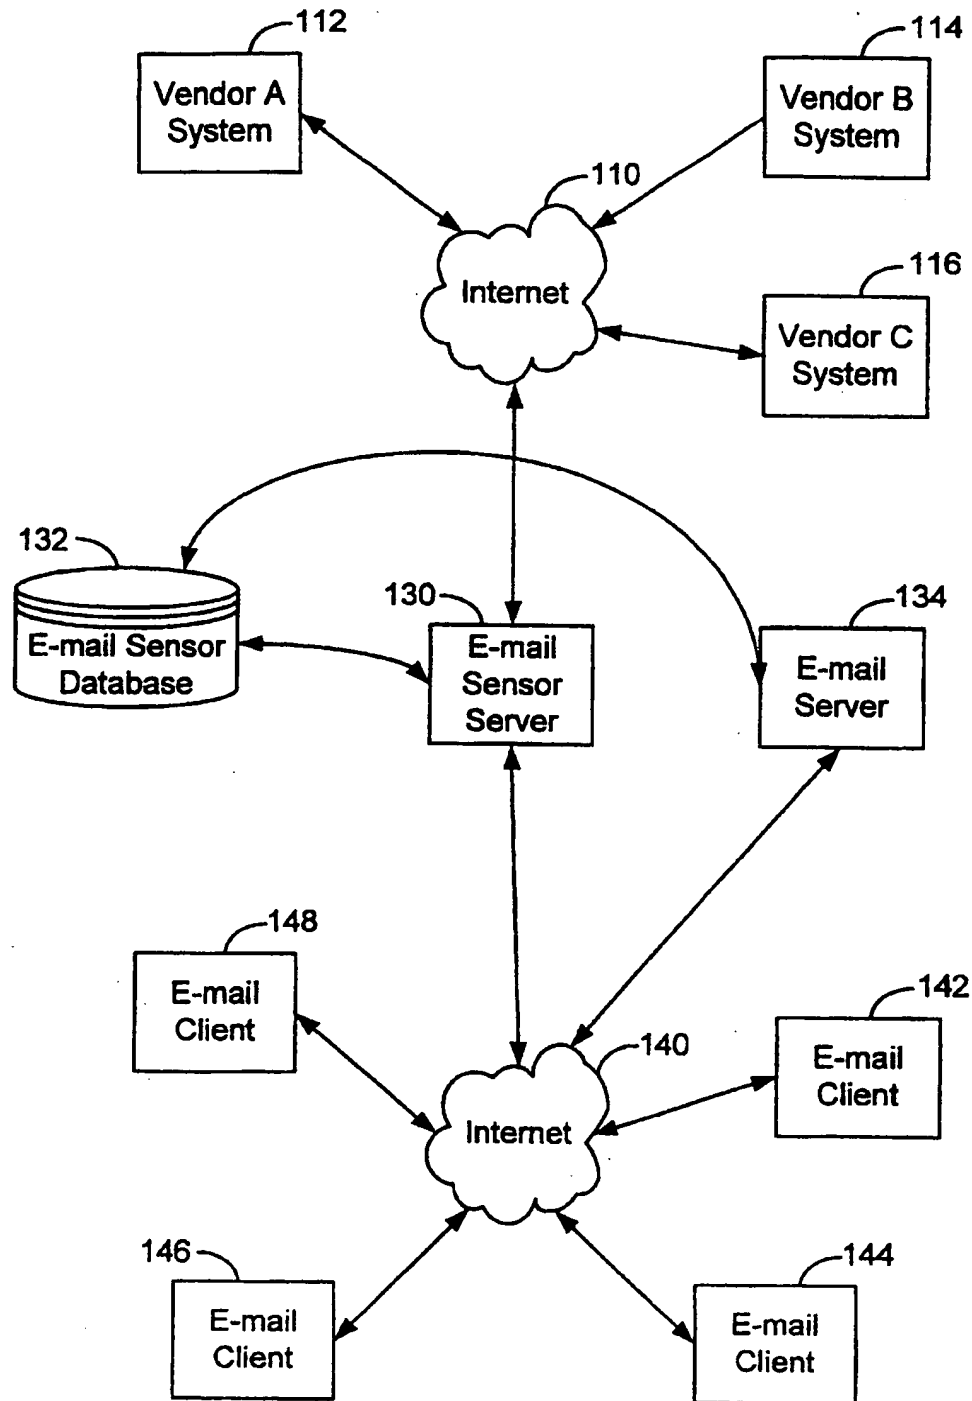 112
Vendor A
System
114
Vendor B
System
110
Internet
116
Vendor C
System
132
E-mail Sensor
Database
130
E-mail
Sensor
Server
134
E-mail
Server
148
E-mail
Client
142
E-mail
Client
140
Internet
146
E-mail
Client
144
E-mail
Client